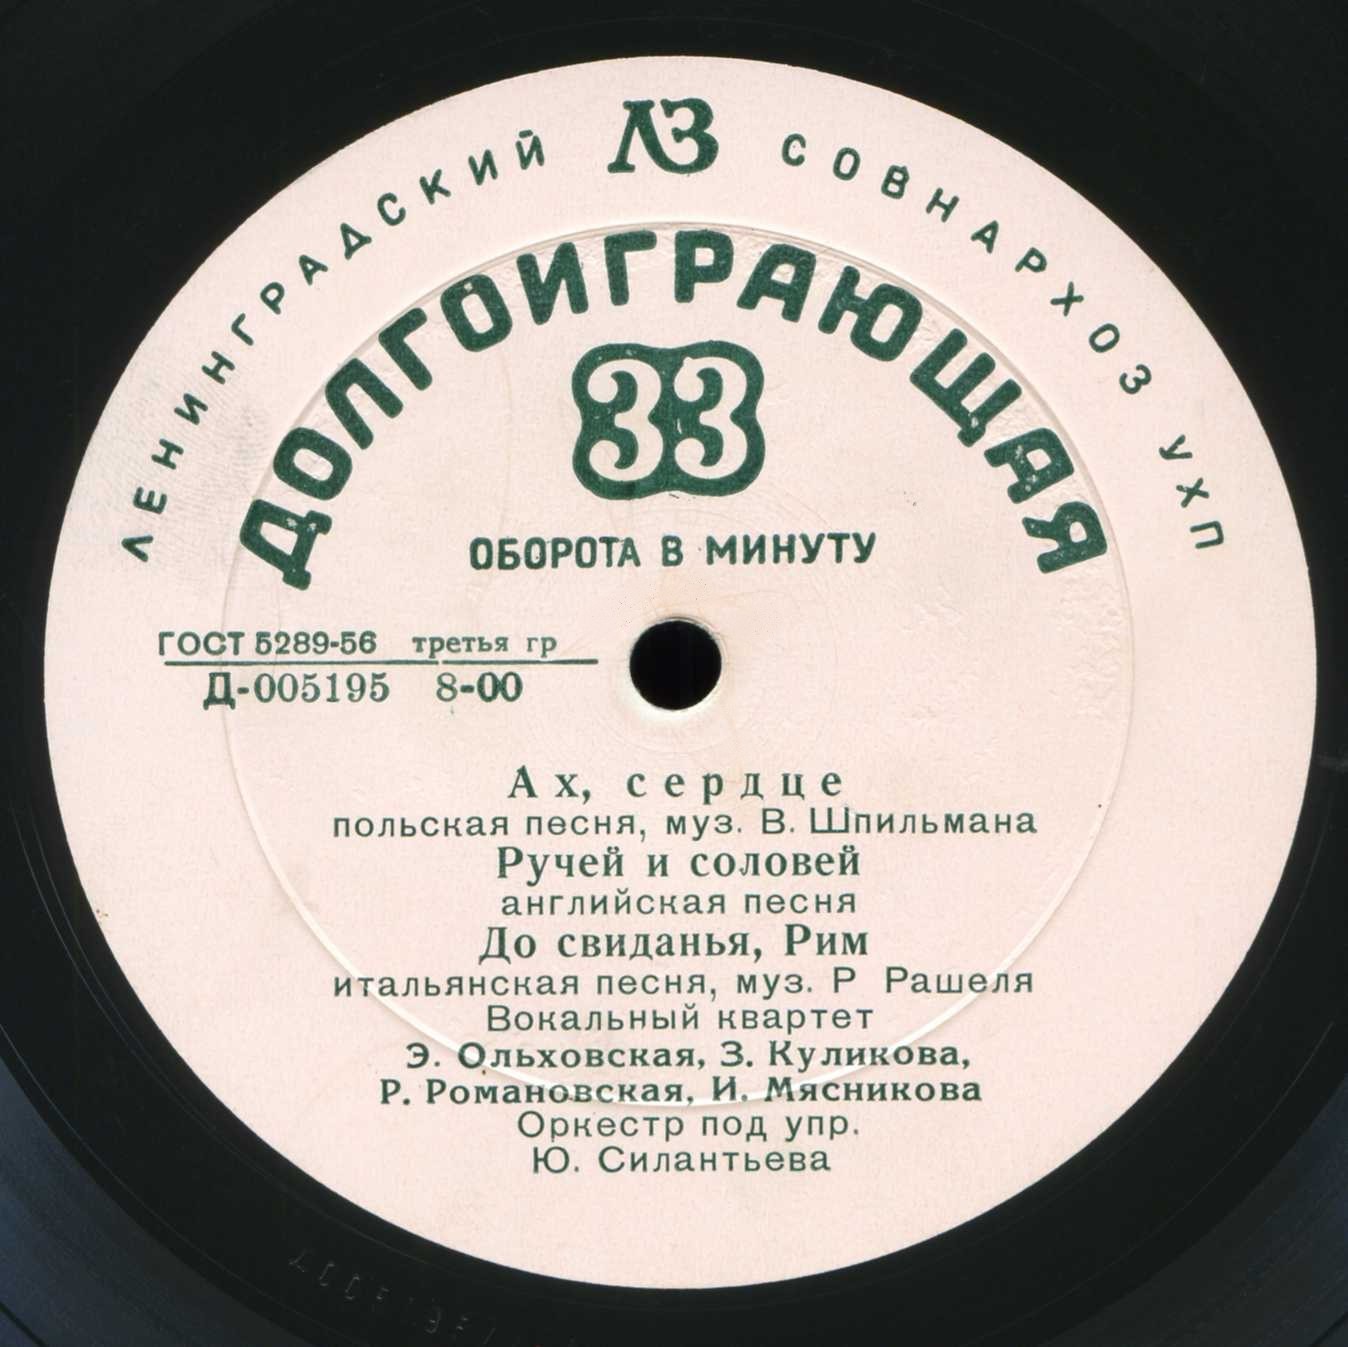 ЛЕНИНГРАДСКИЙ ЛЗ СОВНАРХОЗ УХП
ДОЛГОИГРАЮЩАЯ
33
ОБОРОТА В МИНУТУ
ГОСТ 5289-56 третья гр
Д-005195 8-00
Ах, сердце
польская песня, муз. В. Шпильмана
Ручей и соловей
английская песня
До свиданья, Рим
итальянская песня, муз. Р Рашеля
Вокальный квартет
Э. Ольховская, З. Куликова,
Р. Романовская, И. Мясникова
Оркестр под упр.
Ю. Силантьева